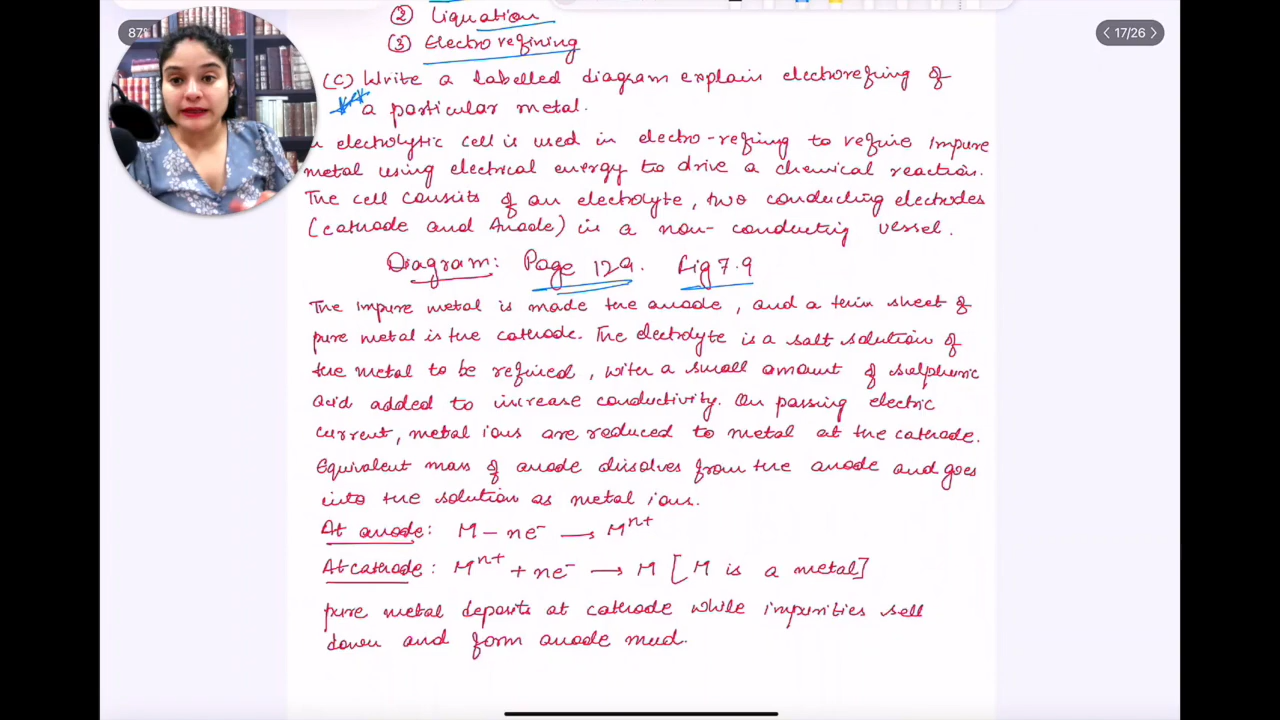 87%
17/26
(2) Liquation
(3) Electrorefining
(C) Write a labelled diagram explain electrorefing of
a particular metal.
electrolytic cell is used in electro-refining to refine impure
metal using electrical energy to drive a chemical reaction.
The cell consists of an electrolyte, two conducting electrodes
(cathode and Anode) in a non-conducting vessel.
Diagram: Page 129. Fig 7.9
The impure metal is made the anode, and a thin sheet of
pure metal is the cathode. The electrolyte is a salt solution of
the metal to be refined, with a small amount of sulphuric
acid added to increase conductivity. On passing electric
current, metal ions are reduced to metal at the cathode.
Equivalent mass of anode dissolves from the anode and goes
into the solution as metal ions.
At anode: M - ne⁻ → Mⁿ⁺
At cathode: Mⁿ⁺ + ne⁻ → M [M is a metal]
pure metal deposits at cathode while impurities sell
down and form anode mud.